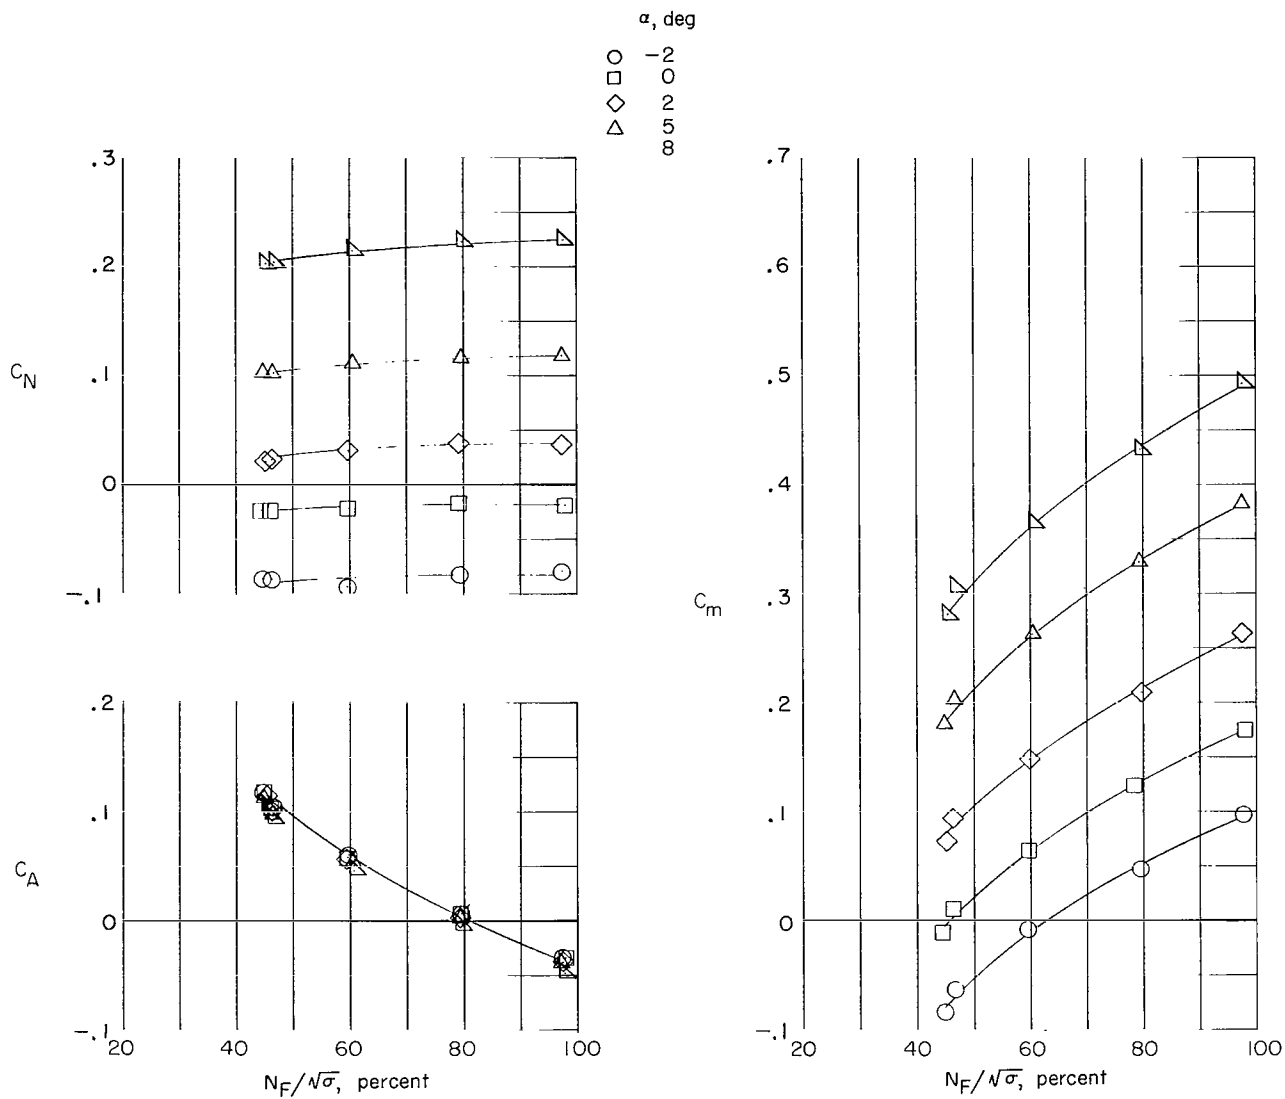 α, deg
−2
0
2
5
8
.3
.2
.1
0
−.1
C_N
.2
.1
0
−.1
C_A
20 40 60 80 100
N_F/√σ, percent
.7
.6
.5
.4
.3
.2
.1
0
−.1
C_m
20 40 60 80 100
N_F/√σ, percent